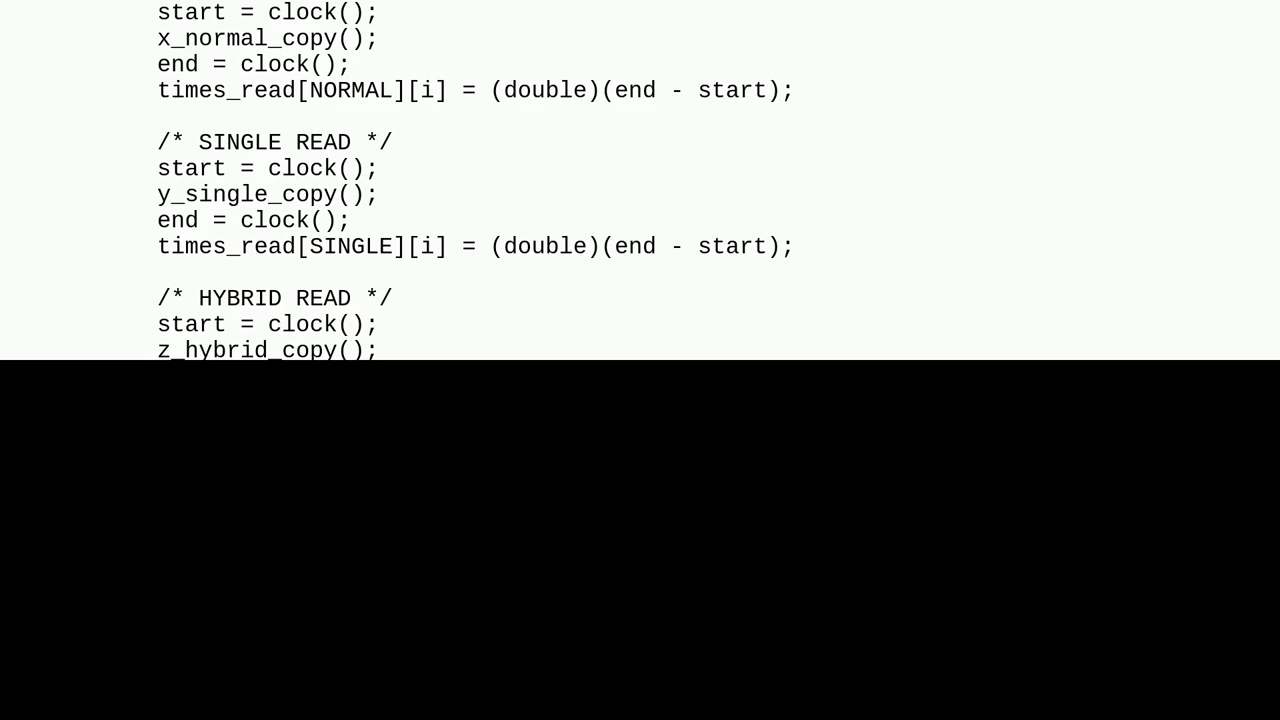 start = clock();
x_normal_copy();
end = clock();
times_read[NORMAL][i] = (double)(end - start);
/* SINGLE READ */
start = clock();
y_single_copy();
end = clock();
times_read[SINGLE][i] = (double)(end - start);
/* HYBRID READ */
start = clock();
z_hybrid_copy();